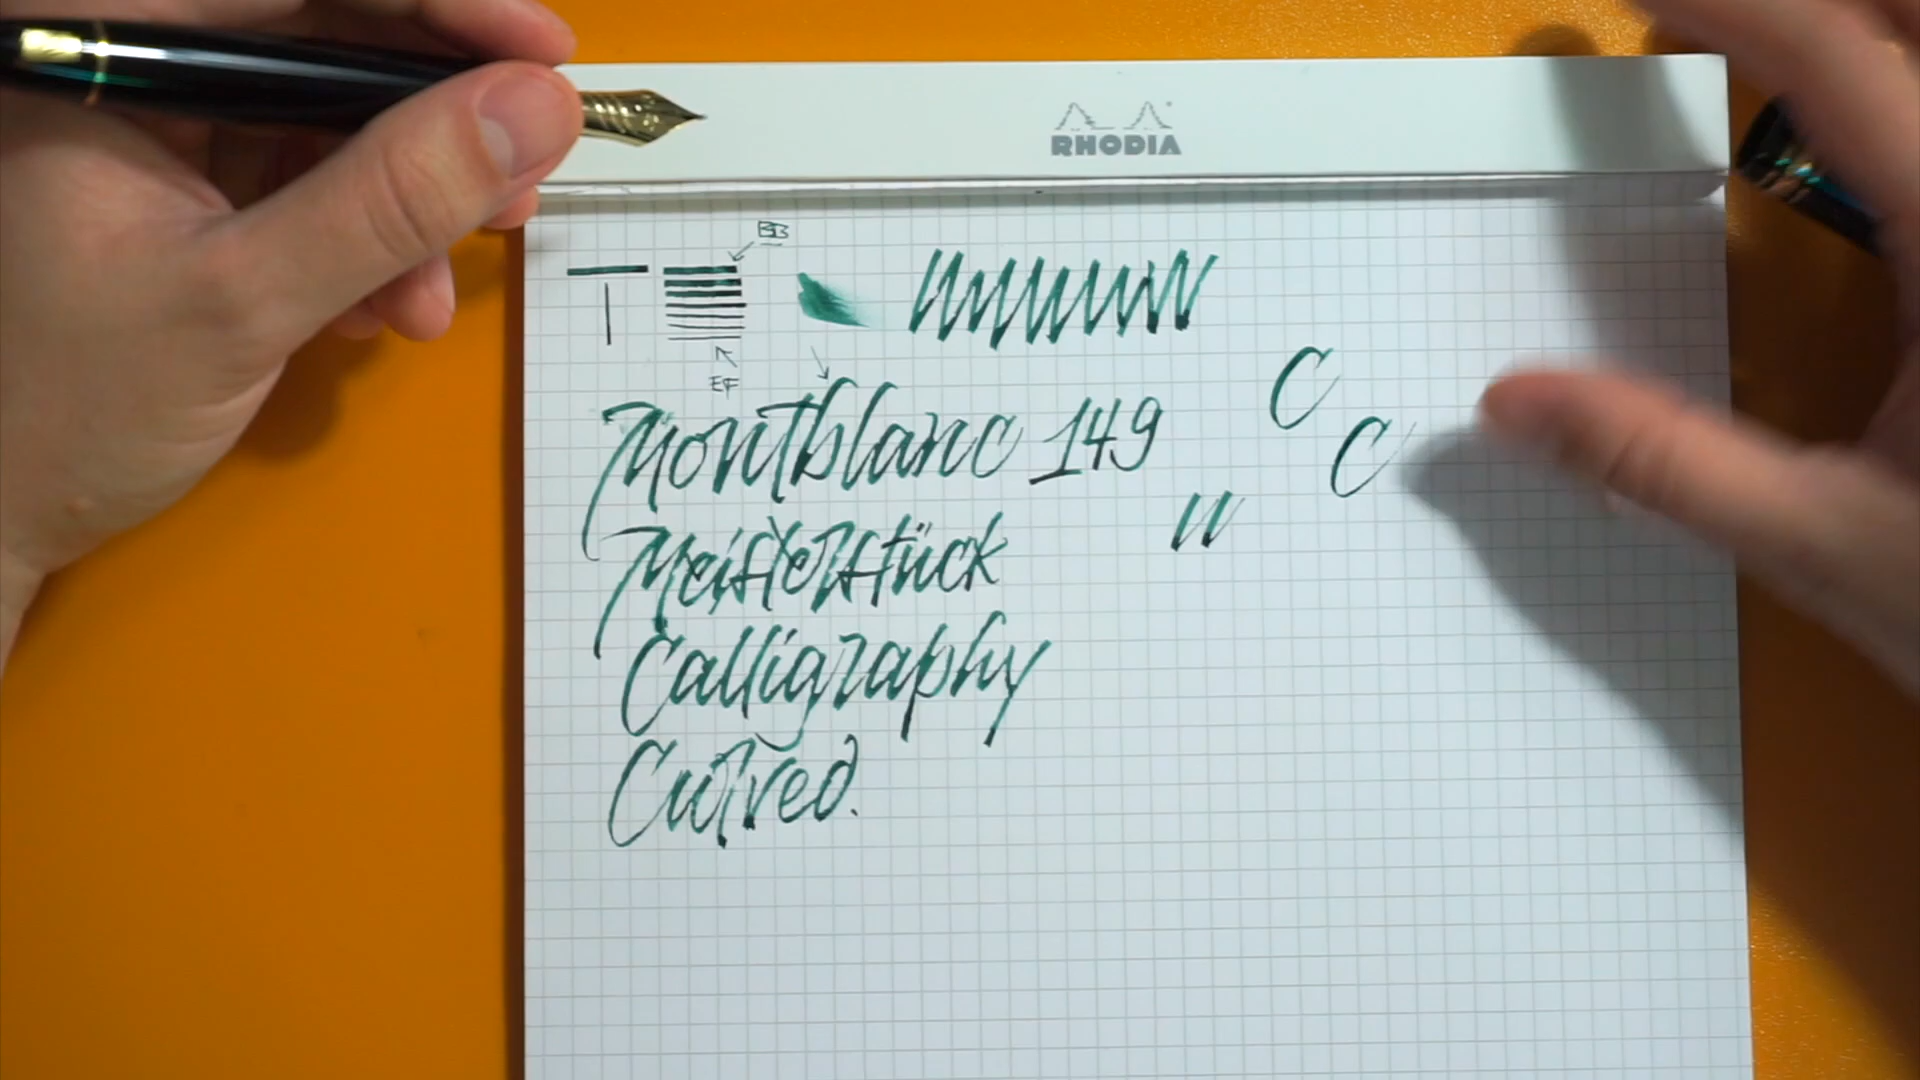 RHODIA
BB
EF
Montblanc 149
Meisterstück
Calligraphy
Curved.
C
C